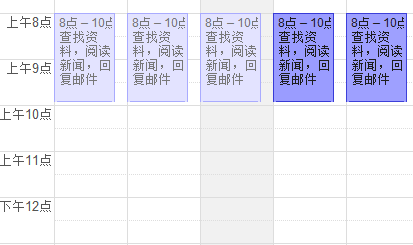 上午8点
8点 – 10点
查找资
料，阅读
新闻，回
复邮件
8点 – 10点
查找资
料，阅读
新闻，回
复邮件
8点 – 10点
查找资
料，阅读
新闻，回
复邮件
8点 – 10点
查找资
料，阅读
新闻，回
复邮件
8点 – 10点
查找资
料，阅读
新闻，回
复邮件
上午9点
上午10点
上午11点
下午12点